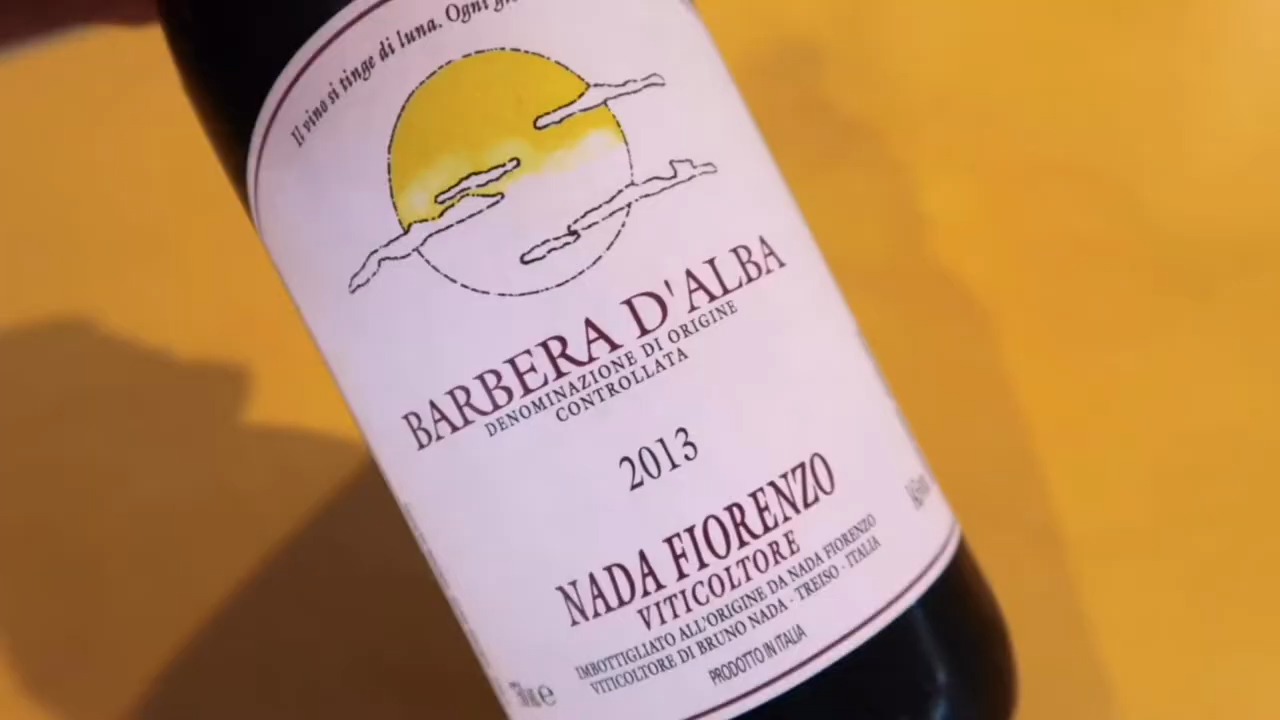 Il vino si tinge di luna. Ogni
BARBERA D'ALBA
DENOMINAZIONE DI ORIGINE
CONTROLLATA
2013
NADA FIORENZO
VITICOLTORE
IMBOTTIGLIATO ALL'ORIGINE DA NADA FIORENZO
VITICOLTORE DI BRUNO NADA - TREISO - ITALIA
PRODOTTO IN ITALIA